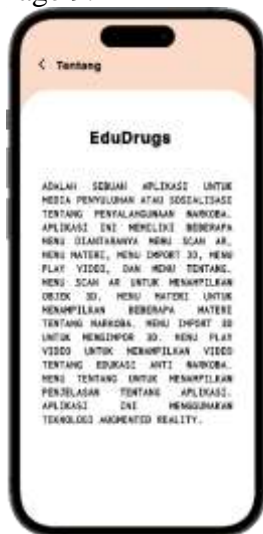 Tentang
EduDrugs
ADALAH SEBUAH APLIKASI UNTUK
MEDIA PENYULUHAN ATAU SOSIALISASI
TENTANG PENYALAHGUNAAN NARKOBA.
APLIKASI INI MEMILIKI BEBERAPA
MENU DIANTARANYA MENU SCAN AR,
MENU MATERI, MENU IMPORT 3D, MENU
PLAY VIDEO, DAN MENU TENTANG.
MENU SCAN AR UNTUK MENAMPILKAN
OBJEK 3D. MENU MATERI UNTUK
MENAMPILKAN BEBERAPA MATERI
TENTANG NARKOBA. MENU IMPORT 3D
UNTUK MENGIMPOR 3D. MENU PLAY
VIDEO UNTUK MENAMPILKAN VIDEO
TENTANG EDUKASI ANTI NARKOBA.
MENU TENTANG UNTUK MENAMPILKAN
PENJELASAN TENTANG APLIKASI.
APLIKASI INI MENGGUNAKAN
TEKNOLOGI AUGMENTED REALITY.